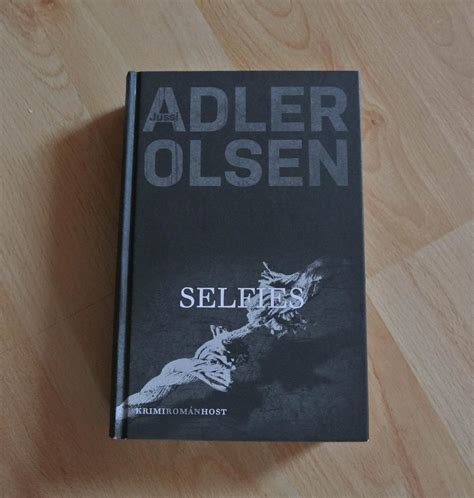 ADLER
Jussi
OLSEN
SELFIES
KRIMIROMÁNHOST